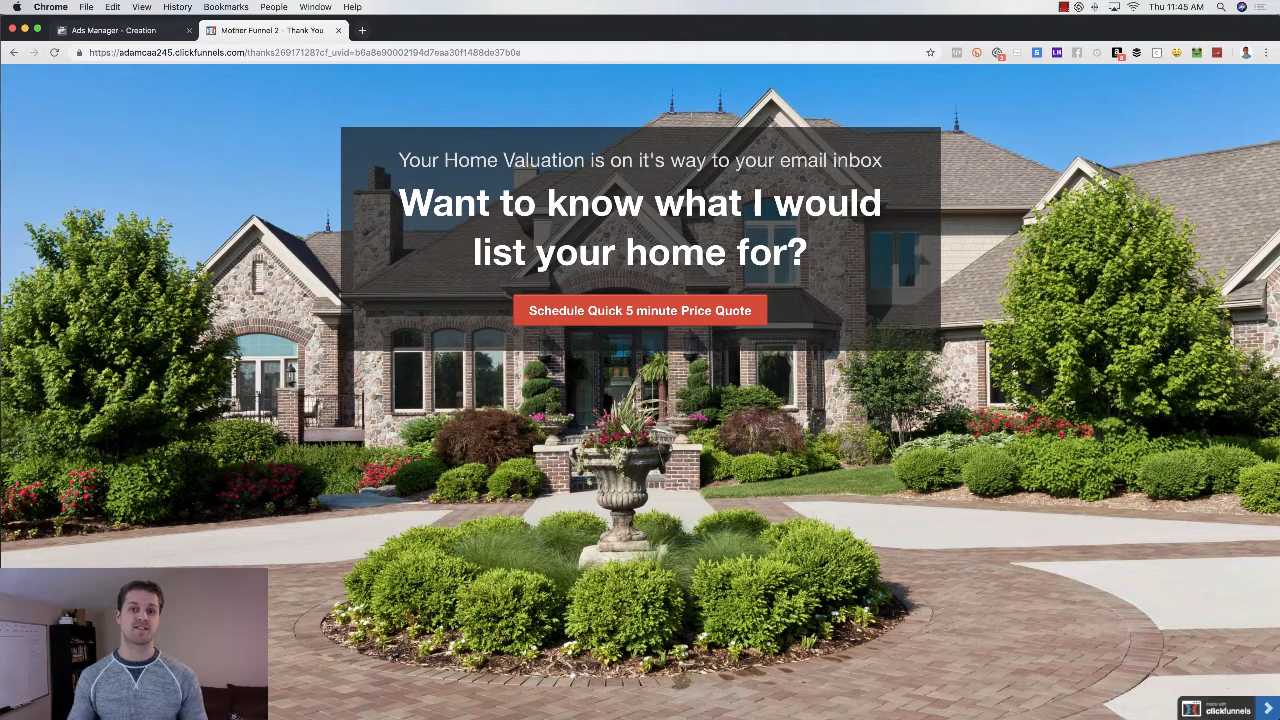 Chrome File Edit View History Bookmarks People Window Help Thu 11:45 AM
Ads Manager - Creation Mother Funnel 2 - Thank You
https://adamcaa245.clickfunnels.com/thanks26917128?cf_uvid=b6a8e90002194d7eaa30f1488de37b0e
Your Home Valuation is on it's way to your email inbox
Want to know what I would
list your home for?
Schedule Quick 5 minute Price Quote
made with
clickfunnels